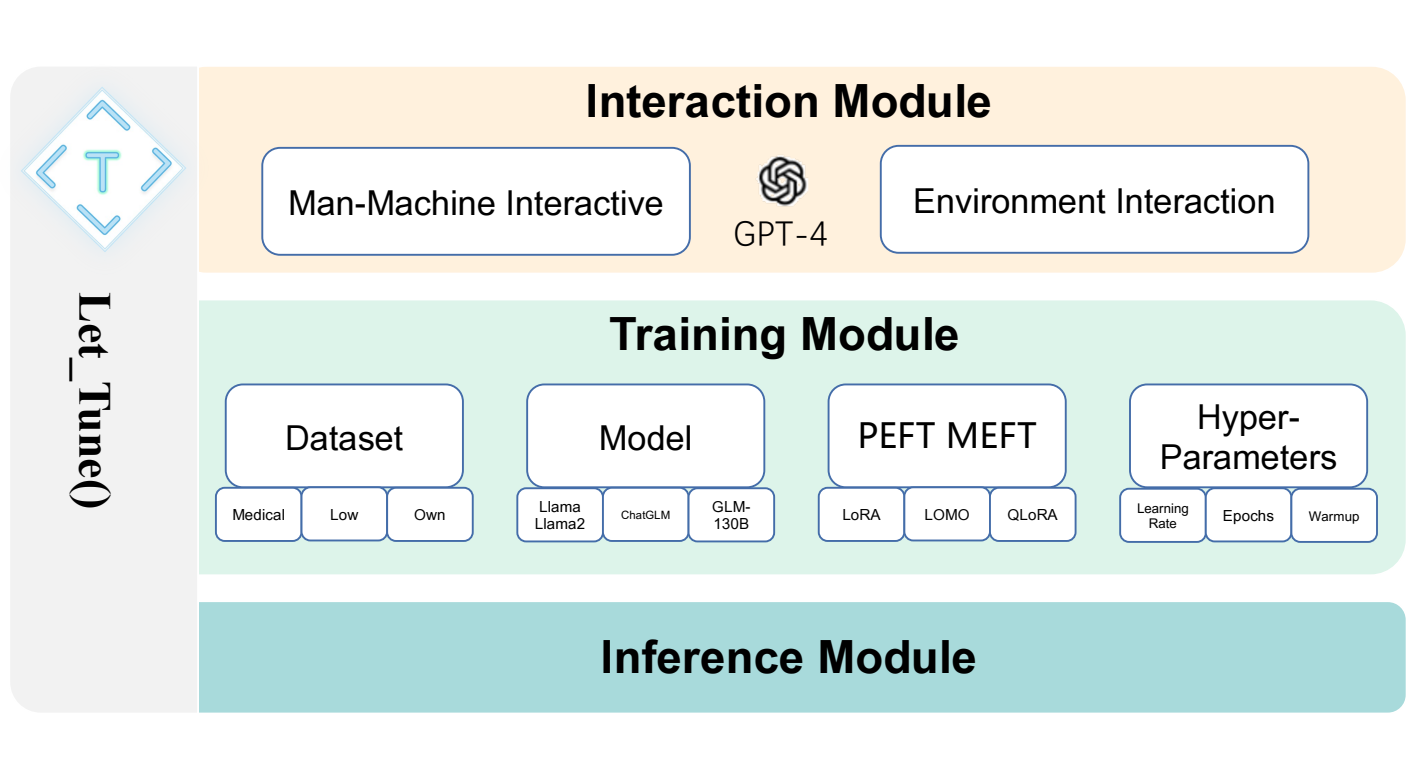 T
Let_Tune()
Interaction Module
Man-Machine Interactive
GPT-4
Environment Interaction
Training Module
Dataset
Medical
Low
Own
Model
Llama
Llama2
ChatGLM
GLM-
130B
PEFT MEFT
LoRA
LOMO
QLoRA
Hyper-
Parameters
Learning
Rate
Epochs
Warmup
Inference Module